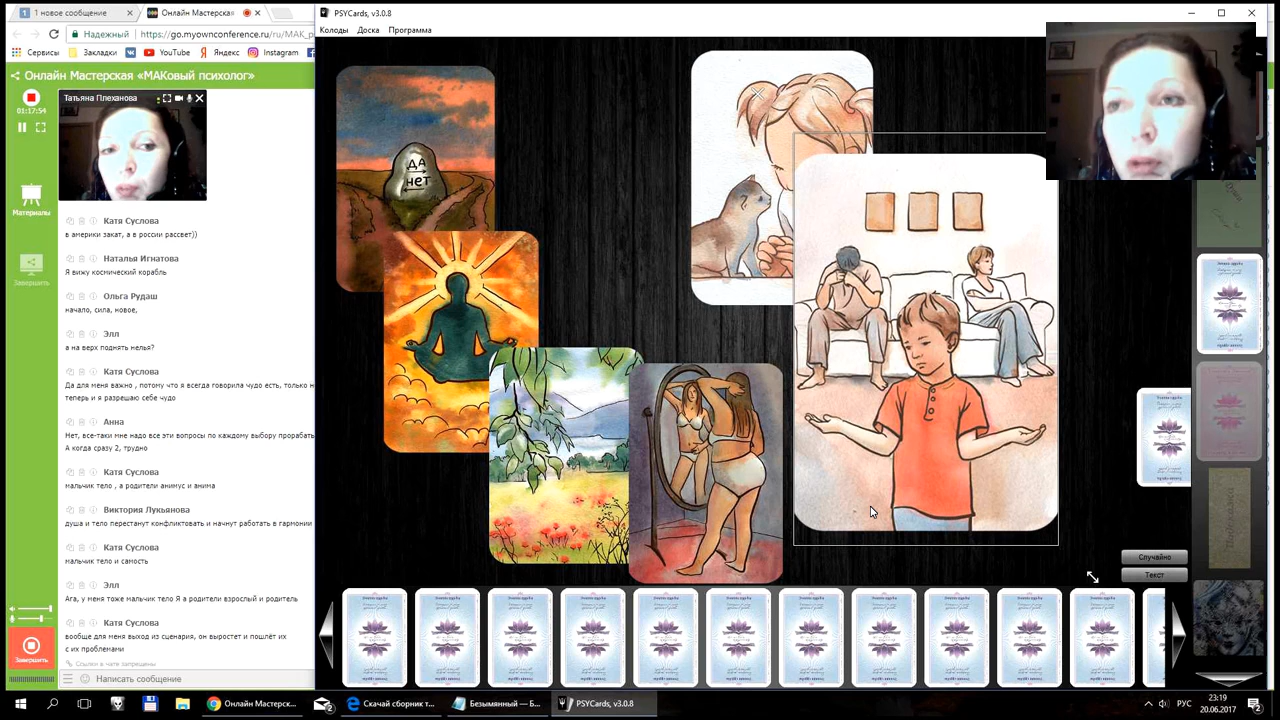 1 новое сообщение
Онлайн Мастерская
PSYCards, v3.0.8
Надежный
https://go.myownconference.ru/ru/MAK_p
Колоды Доска Программа
Сервисы Закладки YouTube Яндекс Instagram
Онлайн Мастерская «МАКовый психолог»
01:17:54
Татьяна Плеханова
Материалы
Завершить
Катя Суслова
в америки закат, а в россии рассвет))
Наталья Игнатова
Я вижу космический корабль
Ольга Рудаш
начало, сила, новое,
Элл
а на верх поднять нелья?
Катя Суслова
Да для меня важно , потому что я всегда говорила чудо есть, только н
теперь и я разрешаю себе чудо
Анна
Нет, все-таки мне надо все эти вопросы по каждому выбору прорабать
А когда сразу 2, трудно
Катя Суслова
мальчик тело , а родители анимус и анима
Виктория Лукьянова
душа и тело перестанут конфликтовать и начнут работать в гармонии
Катя Суслова
мальчик тело и самость
Элл
Ага, у меня тоже мальчик тело Я а родители взрослый и родитель
Катя Суслова
вообще для меня выход из сценария, он выростет и пошлёт их
с их проблемами
Ссылки в чате запрещены
Написать сообщение
Завершить
ДА
НЕТ
Случайно
Текст
Онлайн Мастерск...
2
Скачай сборник т...
Безымянный — Б...
PSYCards, v3.0.8
РУС
23:19
20.06.2017
2